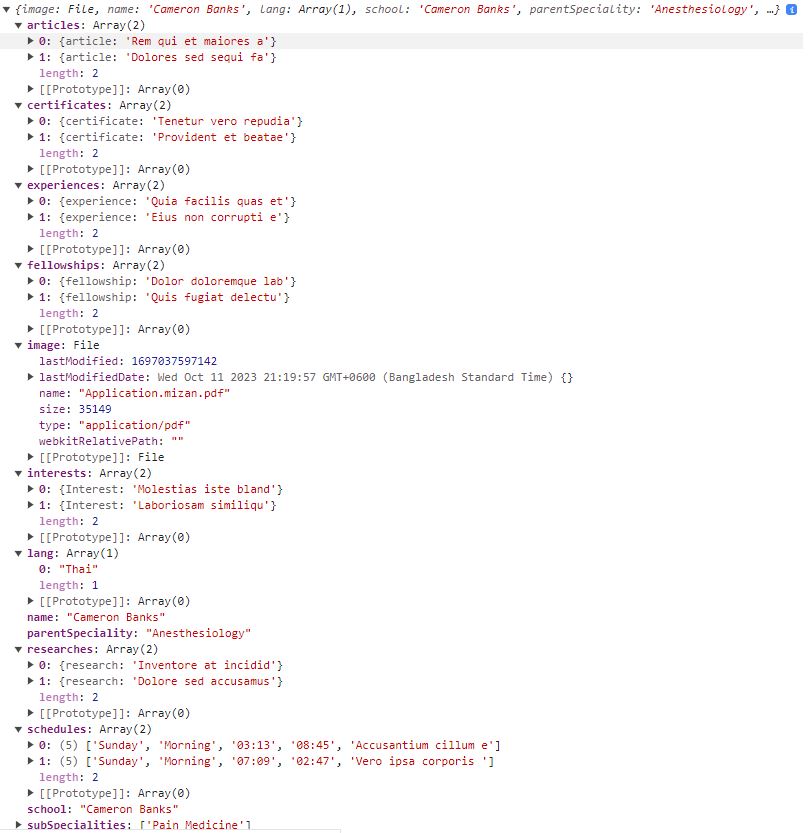 {image: File, name: 'Cameron Banks', lang: Array(1), school: 'Cameron Banks', parentSpeciality: 'Anesthesiology', …} i
articles: Array(2)
0: {article: 'Rem qui et maiores a'}
1: {article: 'Dolores sed sequi fa'}
length: 2
[[Prototype]]: Array(0)
certificates: Array(2)
0: {certificate: 'Tenetur vero repudia'}
1: {certificate: 'Provident et beatae'}
length: 2
[[Prototype]]: Array(0)
experiences: Array(2)
0: {experience: 'Quia facilis quas et'}
1: {experience: 'Eius non corrupti e'}
length: 2
[[Prototype]]: Array(0)
fellowships: Array(2)
0: {fellowship: 'Dolor doloremque lab'}
1: {fellowship: 'Quis fugiat delectu'}
length: 2
[[Prototype]]: Array(0)
image: File
lastModified: 1697037597142
lastModifiedDate: Wed Oct 11 2023 21:19:57 GMT+0600 (Bangladesh Standard Time) {}
name: "Application.mizan.pdf"
size: 35149
type: "application/pdf"
webkitRelativePath: ""
[[Prototype]]: File
interests: Array(2)
0: {Interest: 'Molestias iste bland'}
1: {Interest: 'Laboriosam similiqu'}
length: 2
[[Prototype]]: Array(0)
lang: Array(1)
0: "Thai"
length: 1
[[Prototype]]: Array(0)
name: "Cameron Banks"
parentSpeciality: "Anesthesiology"
researches: Array(2)
0: {research: 'Inventore at incidid'}
1: {research: 'Dolore sed accusamus'}
length: 2
[[Prototype]]: Array(0)
schedules: Array(2)
0: (5) ['Sunday', 'Morning', '03:13', '08:45', 'Accusantium cillum e']
1: (5) ['Sunday', 'Morning', '07:09', '02:47', 'Vero ipsa corporis ']
length: 2
[[Prototype]]: Array(0)
school: "Cameron Banks"
subSpecialities: ['Pain Medicine']